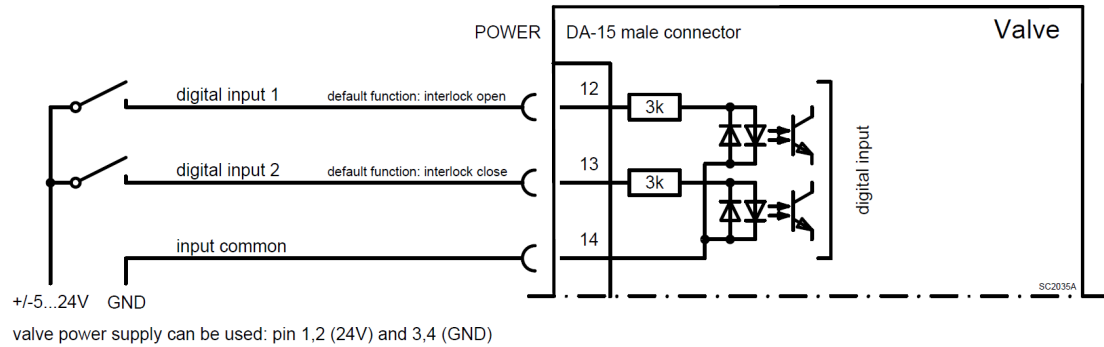 POWER DA-15 male connector Valve
digital input 1 default function: interlock open 12
3k
digital input 2 default function: interlock close 13
3k
digital input
input common 14
SC2035A
+/-5...24V GND
valve power supply can be used: pin 1,2 (24V) and 3,4 (GND)